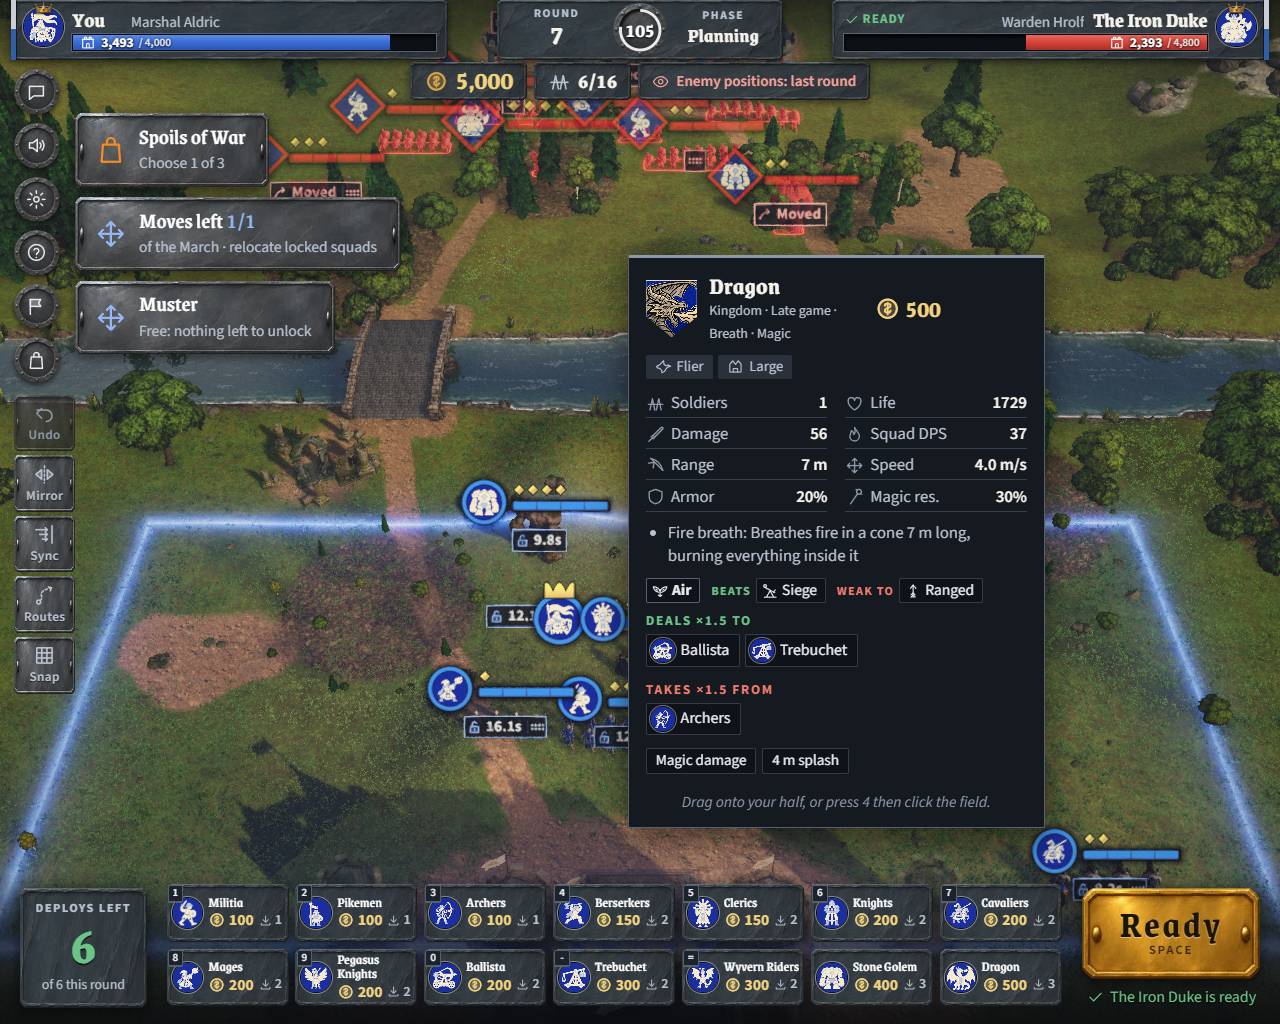 You Marshal Aldric
3,493 / 4,000
ROUND
7
105
PHASE
Planning
READY
Warden Hrolf The Iron Duke
2,393 / 4,800
5,000
6/16
Enemy positions: last round
Spoils of War
Choose 1 of 3
Moved
Moved
Moves left 1/1
of the March · relocate locked squads
Muster
Free: nothing left to unlock
Undo
Mirror
Sync
Routes
Snap
9.8s
16.1s
Dragon
Kingdom · Late game ·
Breath · Magic
500
Flier
Large
Soldiers 1
Life 1729
Damage 56
Squad DPS 37
Range 7 m
Speed 4.0 m/s
Armor 20%
Magic res. 30%
Fire breath: Breathes fire in a cone 7 m long,
burning everything inside it
Air BEATS Siege WEAK TO Ranged
DEALS ×1.5 TO
Ballista Trebuchet
TAKES ×1.5 FROM
Archers
Magic damage 4 m splash
Drag onto your half, or press 4 then click the field.
DEPLOYS LEFT
6
of 6 this round
1 Militia 100 1
2 Pikemen 100 1
3 Archers 100 1
4 Berserkers 150 2
5 Clerics 150 2
6 Knights 200 2
7 Cavaliers 200 2
8 Mages 200 2
9 Pegasus Knights 200 2
0 Ballista 200 2
- Trebuchet 300 2
= Wyvern Riders 300 2
Stone Golem 400 3
Dragon 500 3
Ready
SPACE
The Iron Duke is ready